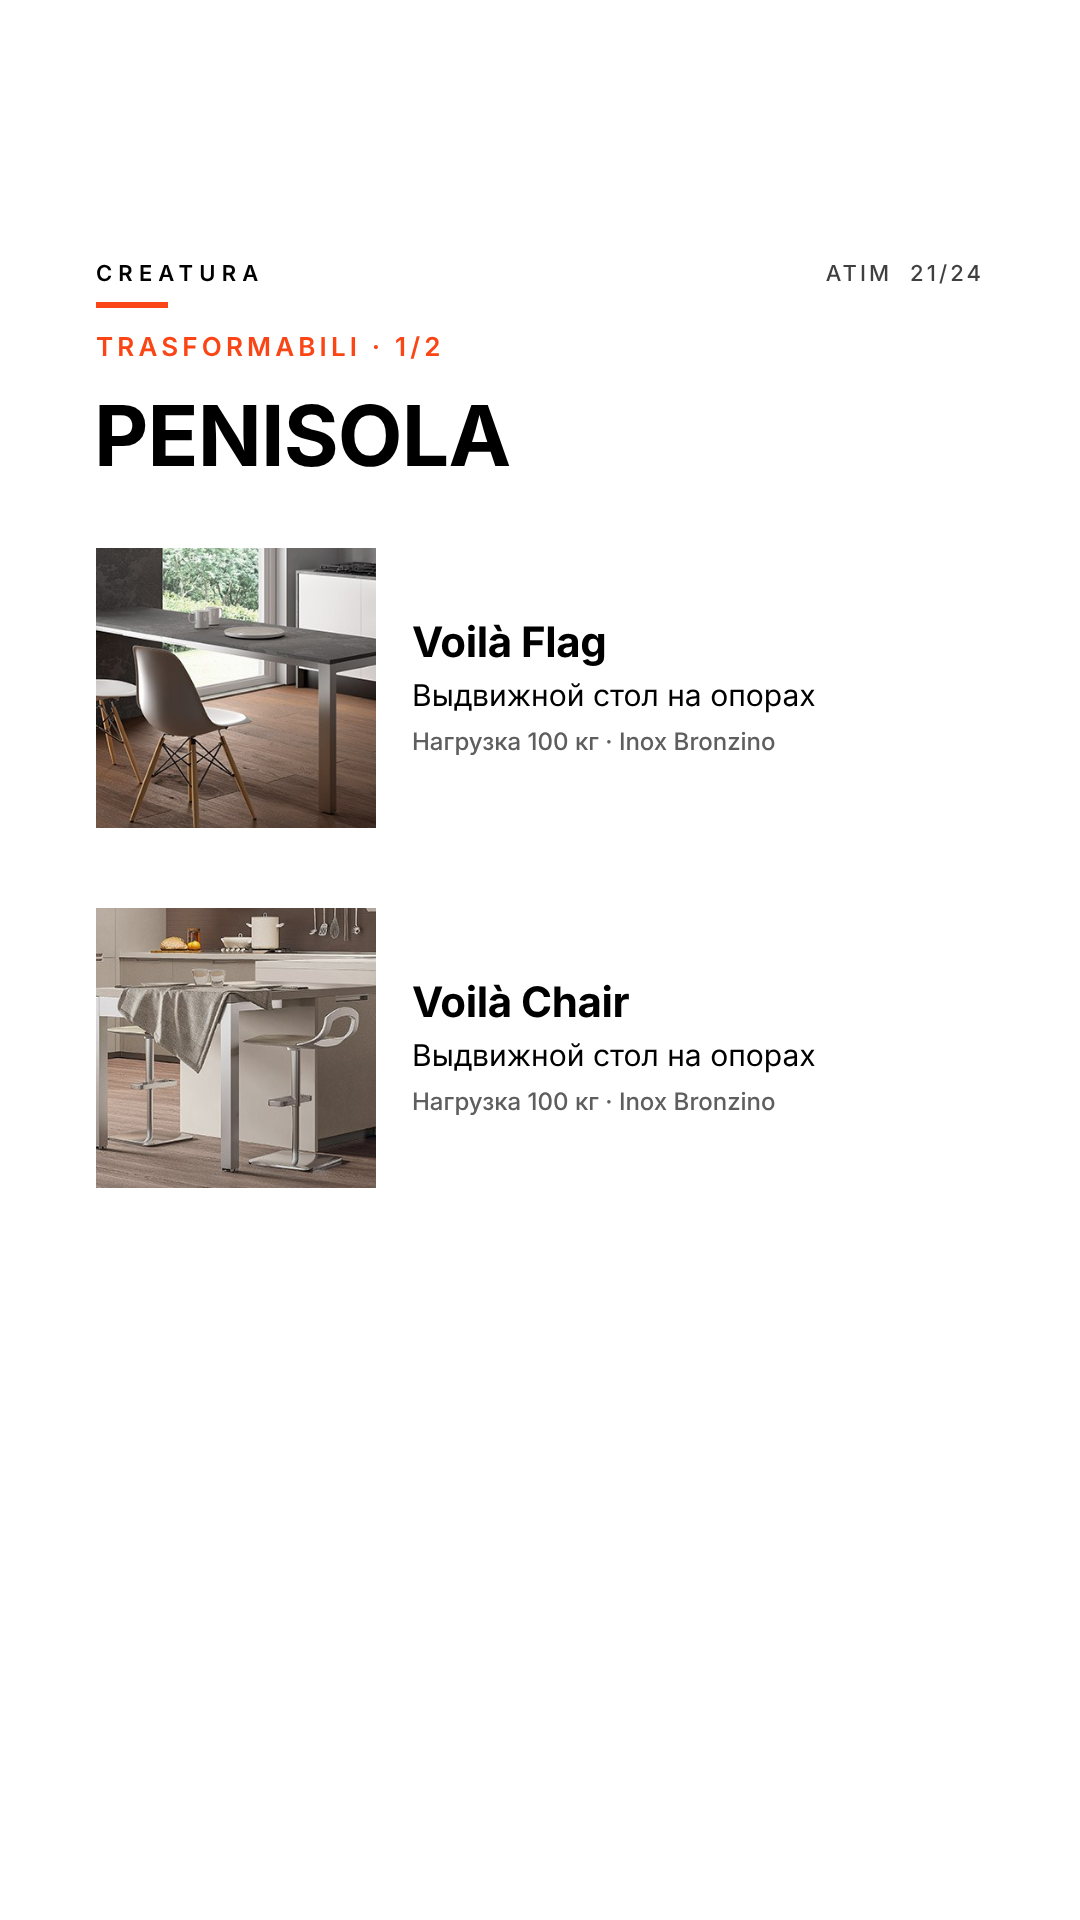 CREATURA
ATIM 21/24
TRASFORMABILI · 1/2
PENISOLA
Voilà Flag
Выдвижной стол на опорах
Нагрузка 100 кг · Inox Bronzino
Voilà Chair
Выдвижной стол на опорах
Нагрузка 100 кг · Inox Bronzino